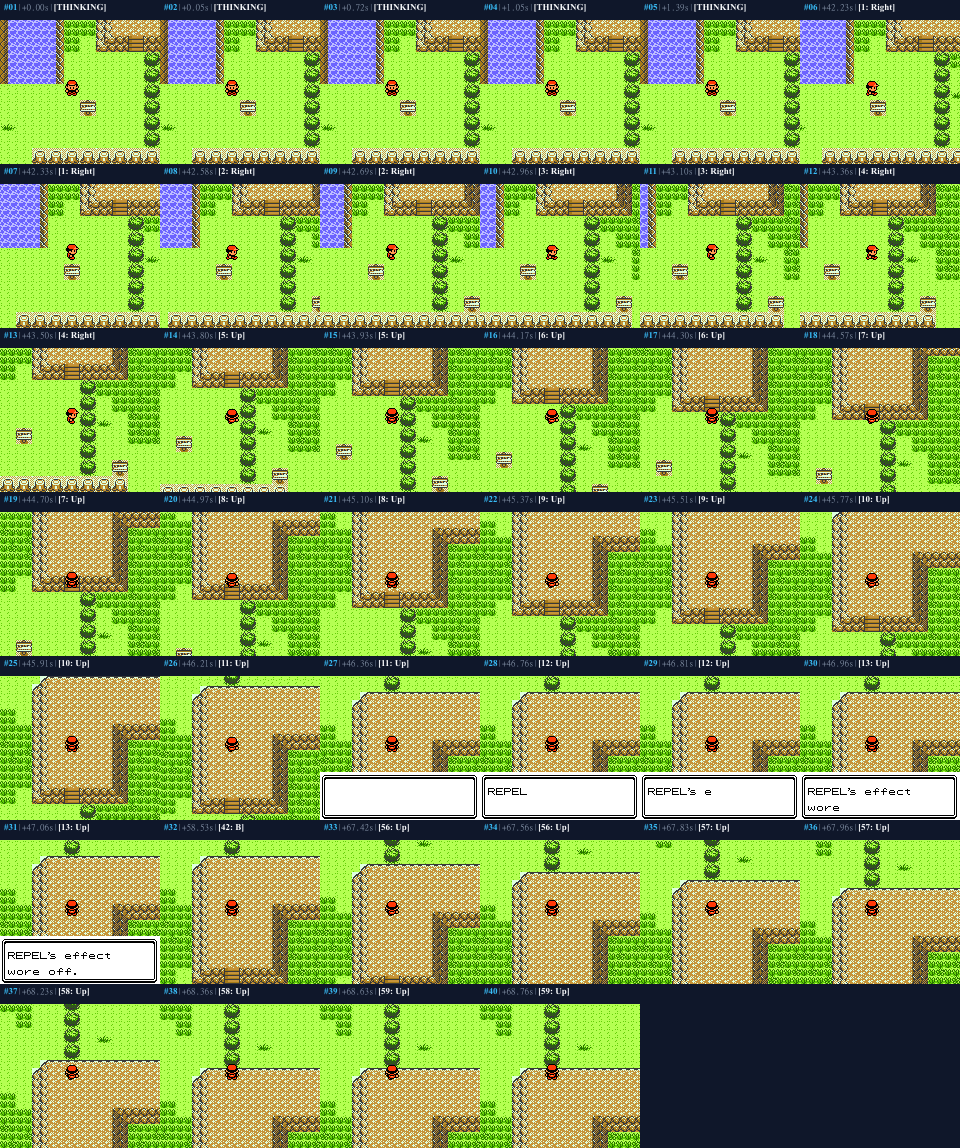 #01|+0.00s|[THINKING]
#02|+0.05s|[THINKING]
#03|+0.72s|[THINKING]
#04|+1.05s|[THINKING]
#05|+1.39s|[THINKING]
#06|+42.23s|[1: Right]
#07|+42.33s|[1: Right]
#08|+42.58s|[2: Right]
#09|+42.69s|[2: Right]
#10|+42.96s|[3: Right]
#11|+43.10s|[3: Right]
#12|+43.36s|[4: Right]
#13|+43.50s|[4: Right]
#14|+43.80s|[5: Up]
#15|+43.93s|[5: Up]
#16|+44.17s|[6: Up]
#17|+44.30s|[6: Up]
#18|+44.57s|[7: Up]
#19|+44.70s|[7: Up]
#20|+44.97s|[8: Up]
#21|+45.10s|[8: Up]
#22|+45.37s|[9: Up]
#23|+45.51s|[9: Up]
#24|+45.77s|[10: Up]
#25|+45.91s|[10: Up]
#26|+46.21s|[11: Up]
#27|+46.36s|[11: Up]
#28|+46.76s|[12: Up]
#29|+46.81s|[12: Up]
#30|+46.96s|[13: Up]
REPEL
REPEL's e
REPEL's effect
wore
#31|+47.06s|[13: Up]
#32|+58.53s|[42: B]
#33|+67.42s|[56: Up]
#34|+67.56s|[56: Up]
#35|+67.83s|[57: Up]
#36|+67.96s|[57: Up]
REPEL's effect
wore off.
#37|+68.23s|[58: Up]
#38|+68.36s|[58: Up]
#39|+68.63s|[59: Up]
#40|+68.76s|[59: Up]